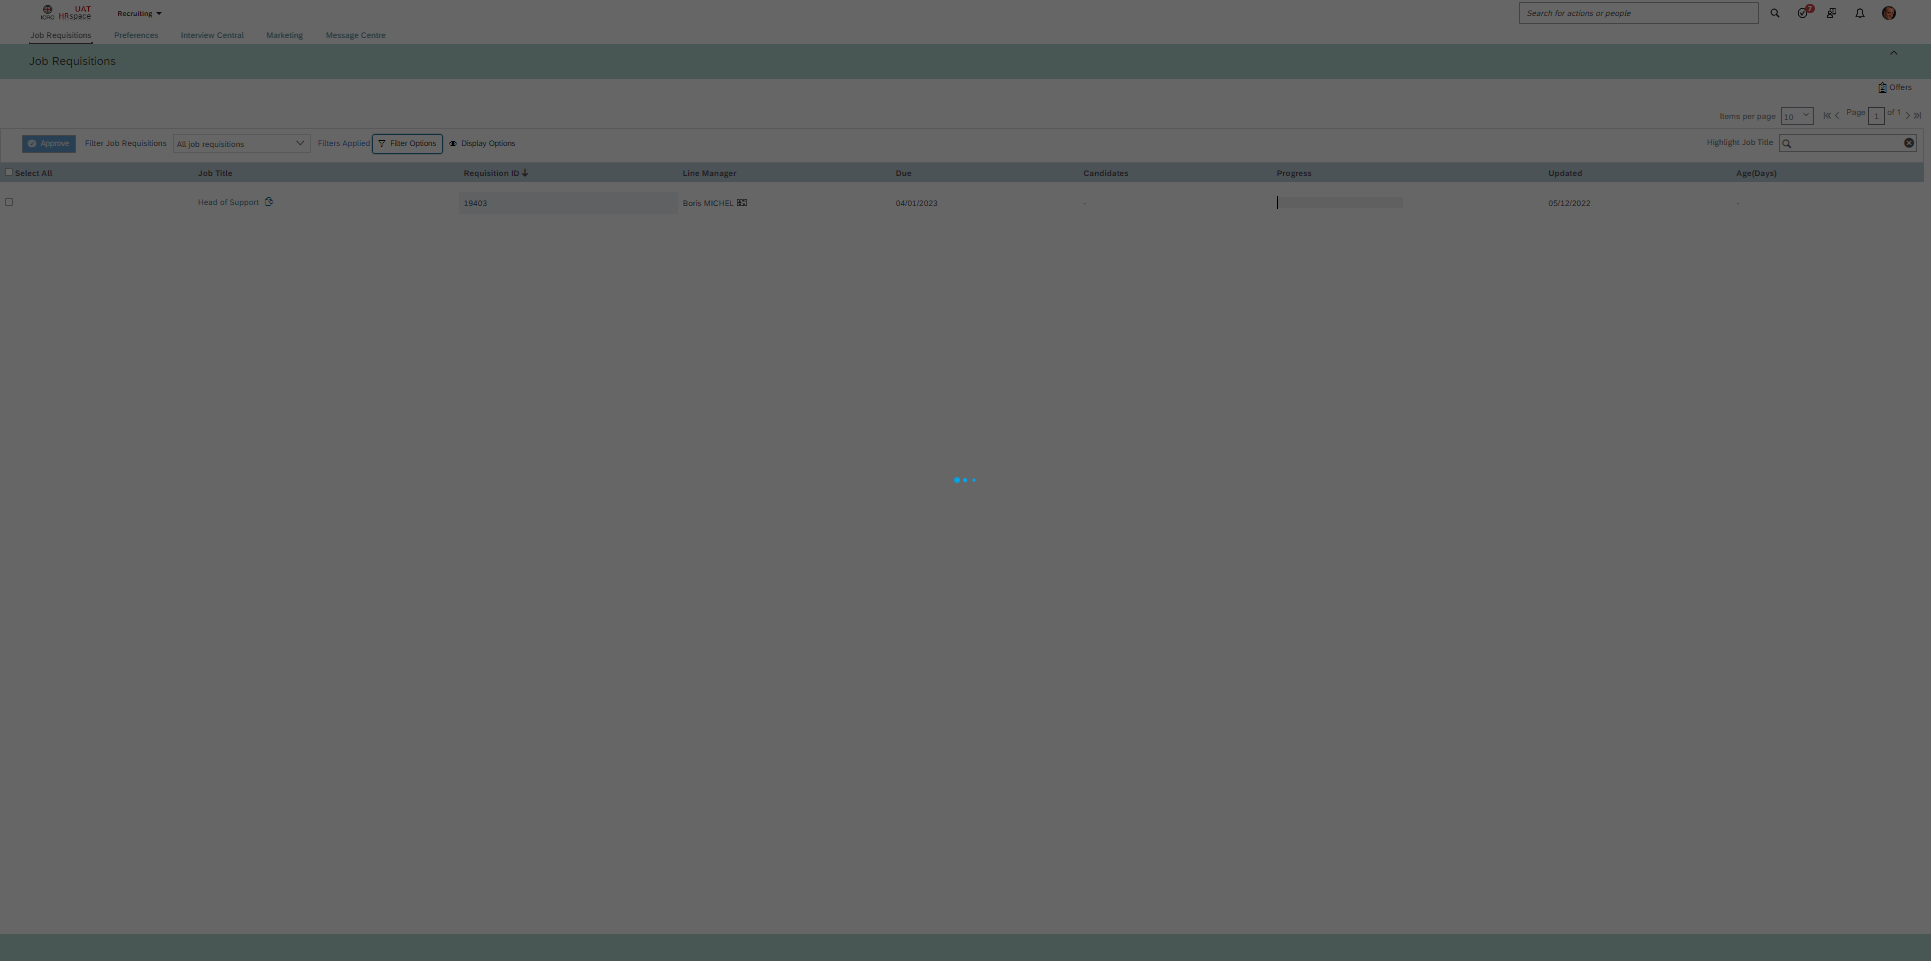 ICRC
UAT
HRspace
Recruiting
Search for actions or people
7
Job Requisitions
Preferences
Interview Central
Marketing
Message Centre
Job Requisitions
Offers
Items per page 10 Page 1 of 1
Approve Filter Job Requisitions All job requisitions Filters Applied Filter Options Display Options Highlight Job Title
Select All Job Title Requisition ID Line Manager Due Candidates Progress Updated Age(Days)
Head of Support 19403 Boris MICHEL 04/01/2023 - 05/12/2022 -